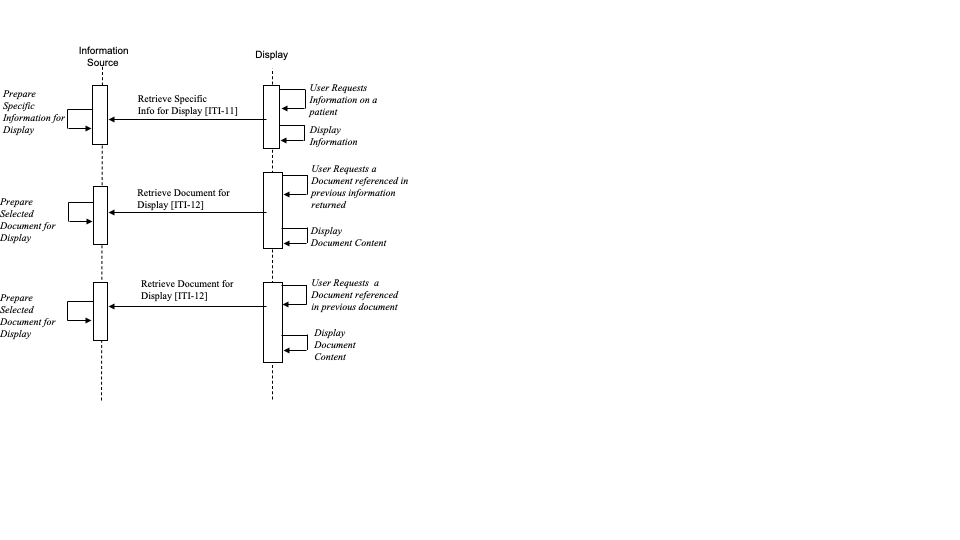 Information
Source
Display
Prepare
Specific
Information for
Display
Retrieve Specific
Info for Display [ITI-11]
User Requests
Information on a
patient
Display
Information
Prepare
Selected
Document for
Display
Retrieve Document for
Display [ITI-12]
User Requests a
Document referenced in
previous information
returned
Display
Document Content
Prepare
Selected
Document for
Display
Retrieve Document for
Display [ITI-12]
User Requests a
Document referenced
in previous document
Display
Document
Content